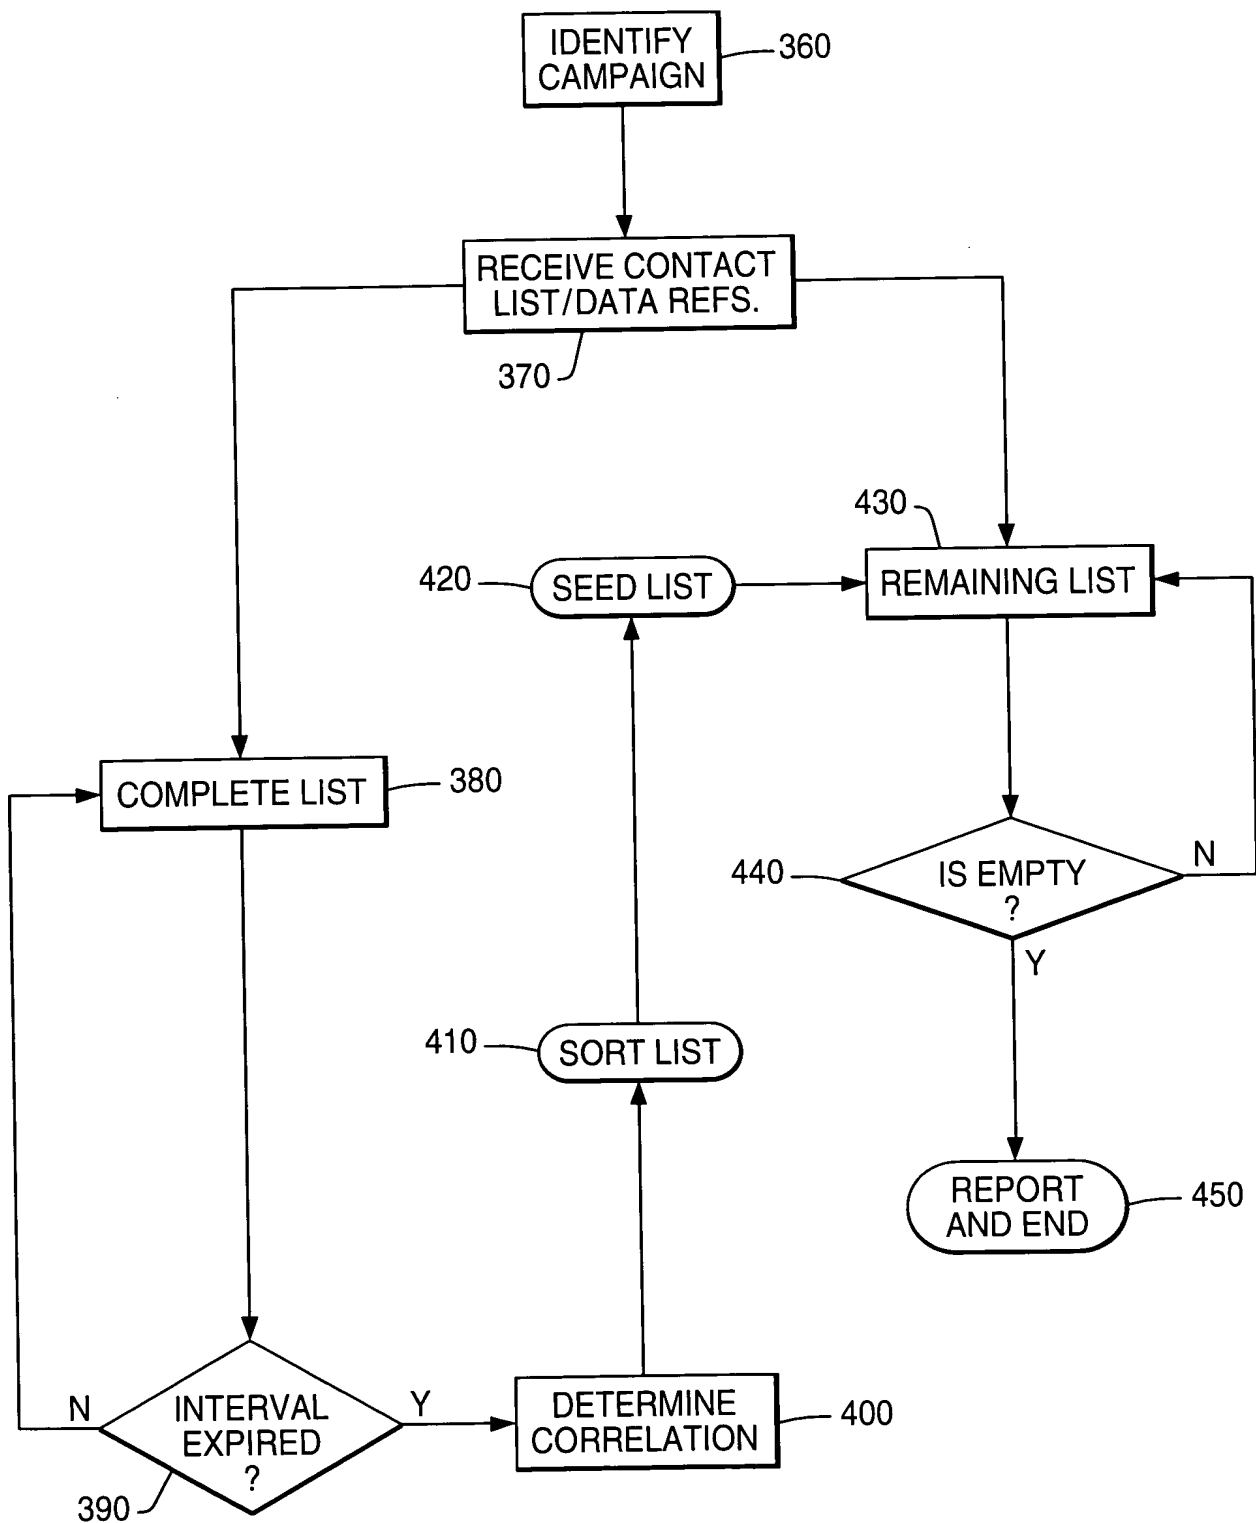 IDENTIFY
CAMPAIGN
360
RECEIVE CONTACT
LIST/DATA REFS.
370
430
420
SEED LIST
REMAINING LIST
COMPLETE LIST
380
440
IS EMPTY
?
N
Y
410
SORT LIST
REPORT
AND END
450
N
INTERVAL
EXPIRED
?
Y
390
DETERMINE
CORRELATION
400